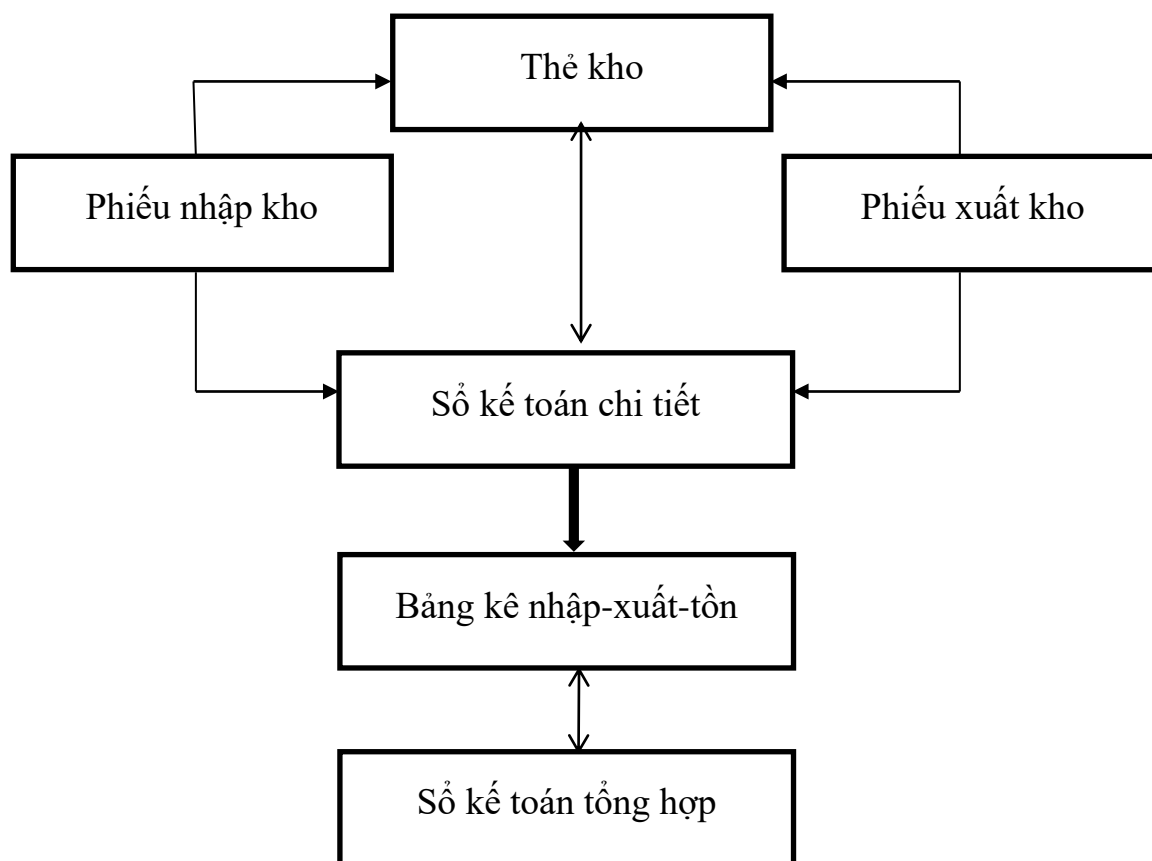 Thẻ kho
Phiếu nhập kho
Phiếu xuất kho
Sổ kế toán chi tiết
Bảng kê nhập-xuất-tồn
Sổ kế toán tổng hợp